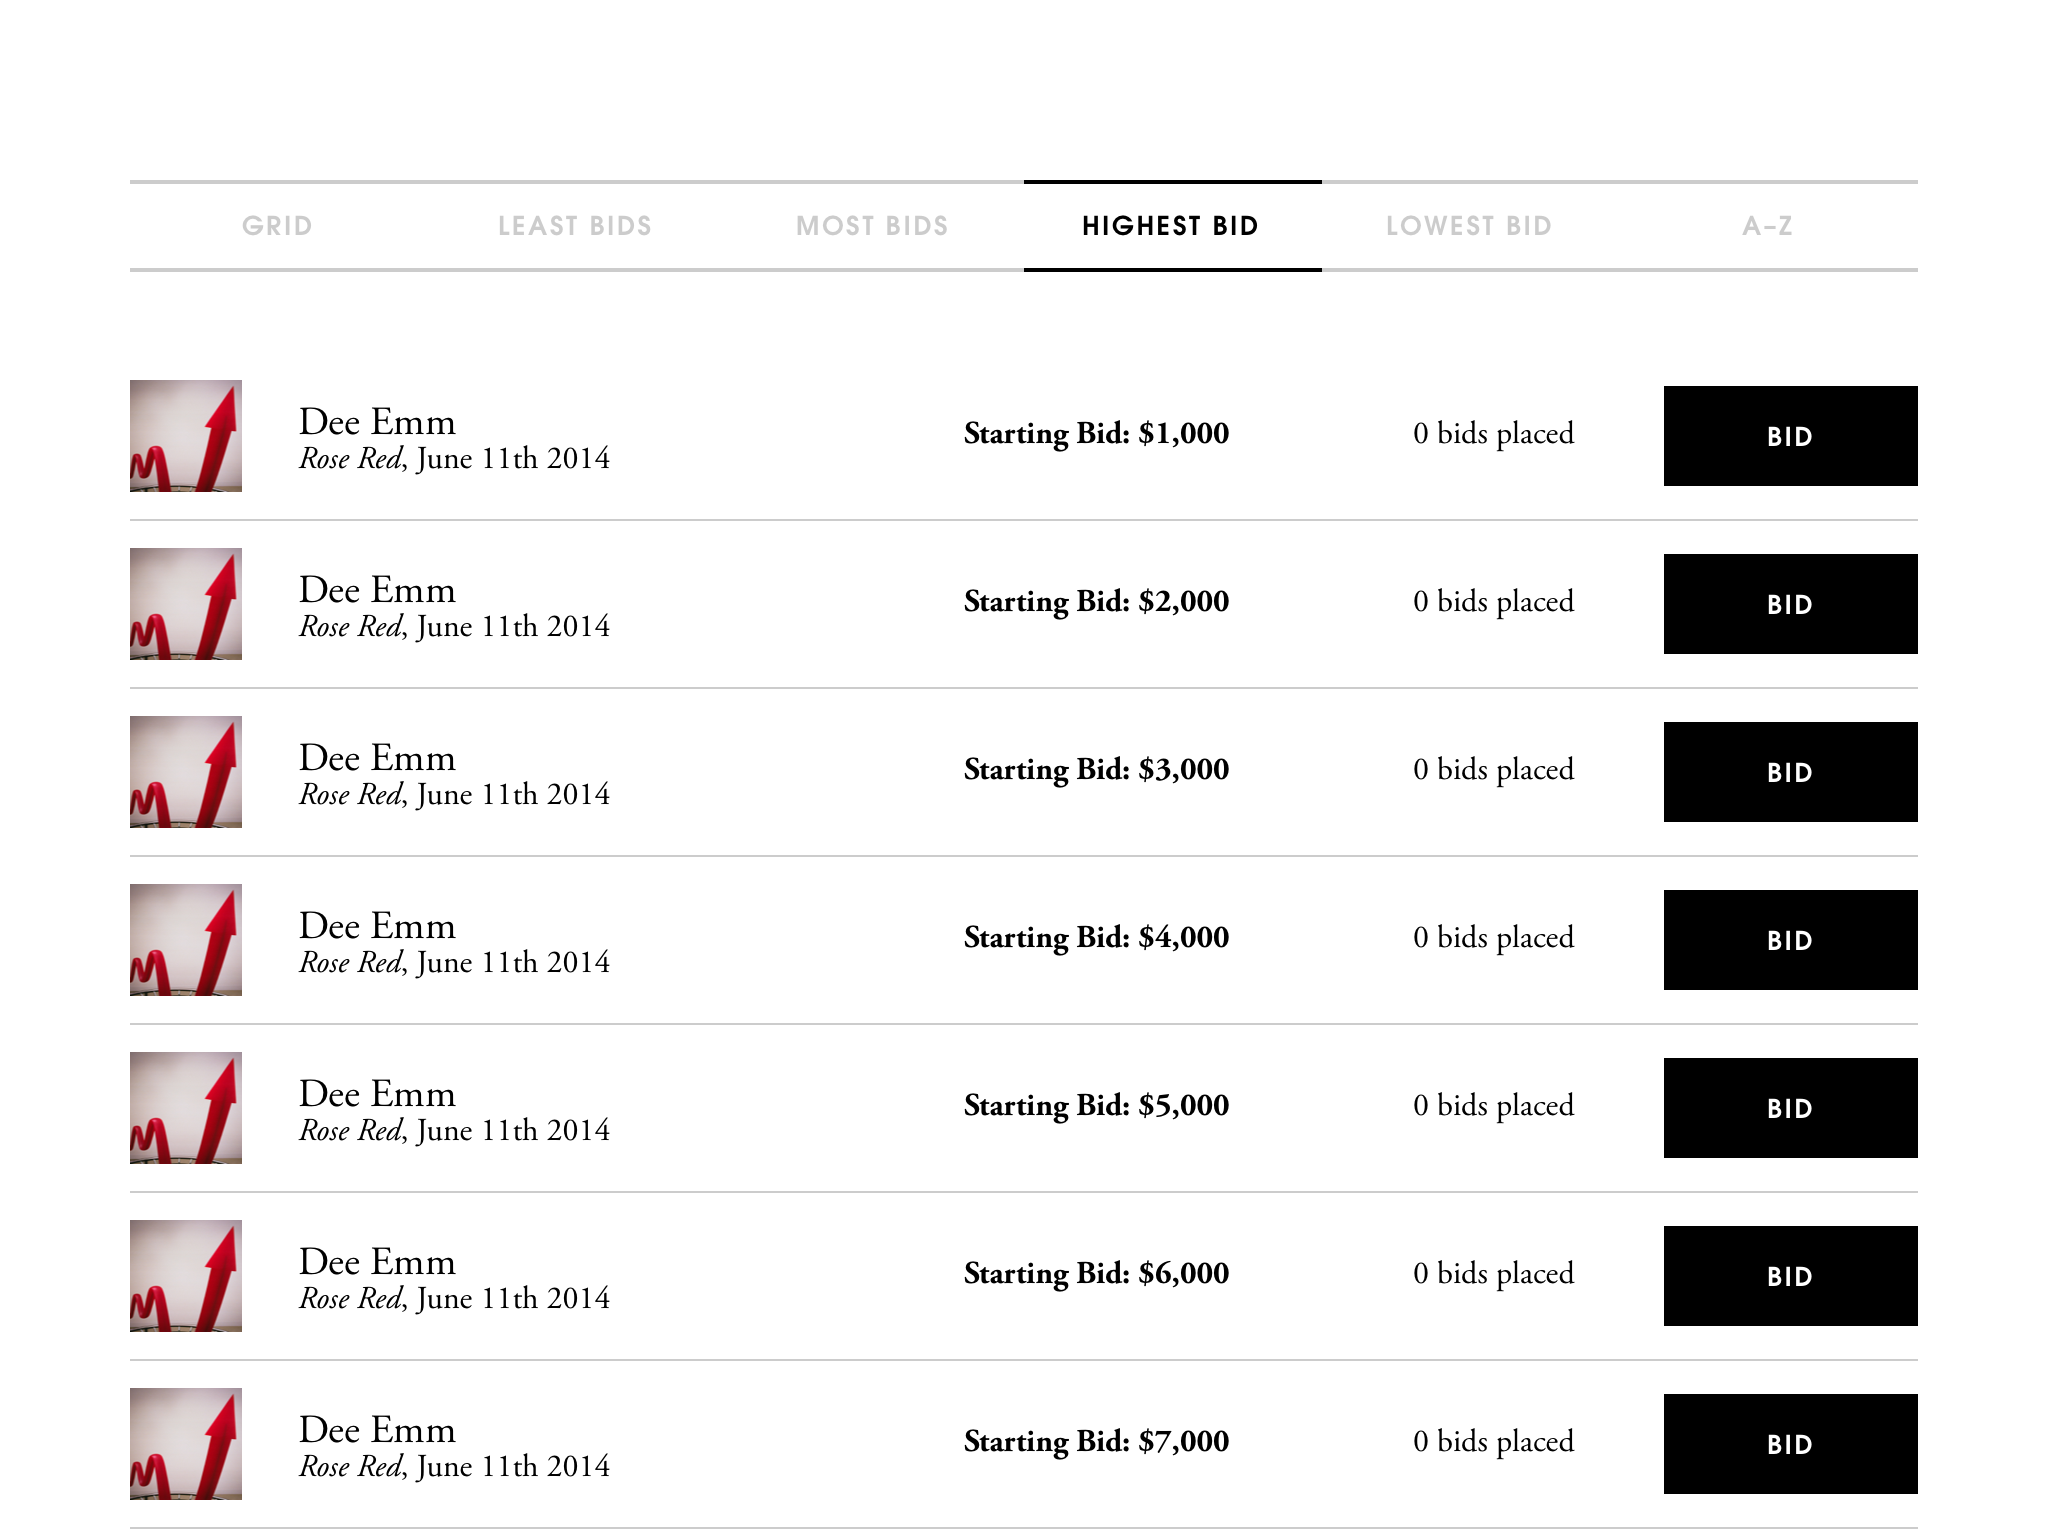 GRID LEAST BIDS MOST BIDS HIGHEST BID LOWEST BID A–Z
Dee Emm
Rose Red, June 11th 2014
Starting Bid: $1,000
0 bids placed
BID
Dee Emm
Rose Red, June 11th 2014
Starting Bid: $2,000
0 bids placed
BID
Dee Emm
Rose Red, June 11th 2014
Starting Bid: $3,000
0 bids placed
BID
Dee Emm
Rose Red, June 11th 2014
Starting Bid: $4,000
0 bids placed
BID
Dee Emm
Rose Red, June 11th 2014
Starting Bid: $5,000
0 bids placed
BID
Dee Emm
Rose Red, June 11th 2014
Starting Bid: $6,000
0 bids placed
BID
Dee Emm
Rose Red, June 11th 2014
Starting Bid: $7,000
0 bids placed
BID